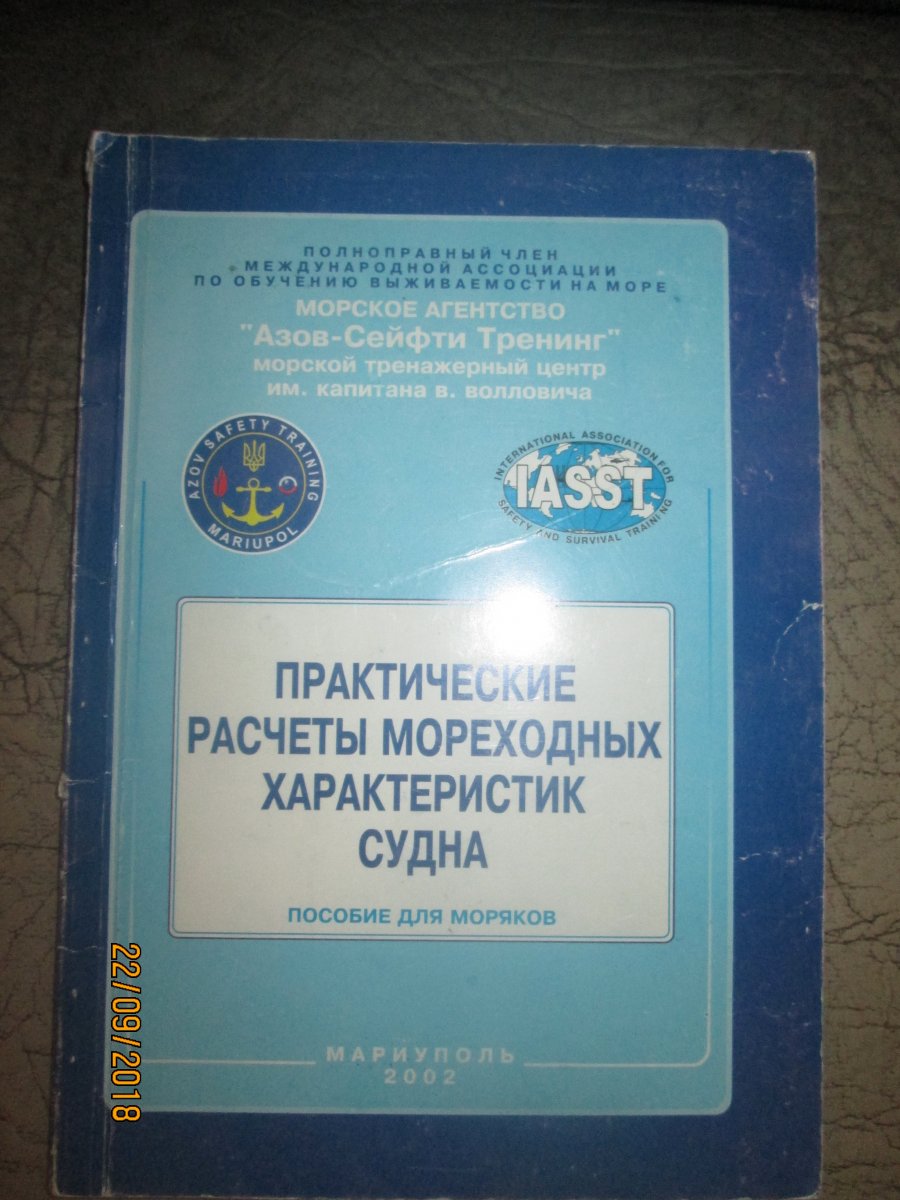 ПОЛНОПРАВНЫЙ ЧЛЕН
МЕЖДУНАРОДНОЙ АССОЦИАЦИИ
ПО ОБУЧЕНИЮ ВЫЖИВАЕМОСТИ НА МОРЕ
МОРСКОЕ АГЕНТСТВО
"Азов-Сейфти Тренинг"
морской тренажерный центр
им. капитана в. волловича
AZOV SAFETY TRAINING
MARIUPOL
INTERNATIONAL ASSOCIATION FOR
IASST
SAFETY AND SURVIVAL TRAINING
ПРАКТИЧЕСКИЕ
РАСЧЕТЫ МОРЕХОДНЫХ
ХАРАКТЕРИСТИК
СУДНА
ПОСОБИЕ ДЛЯ МОРЯКОВ
МАРИУПОЛЬ
2002
22/09/2018